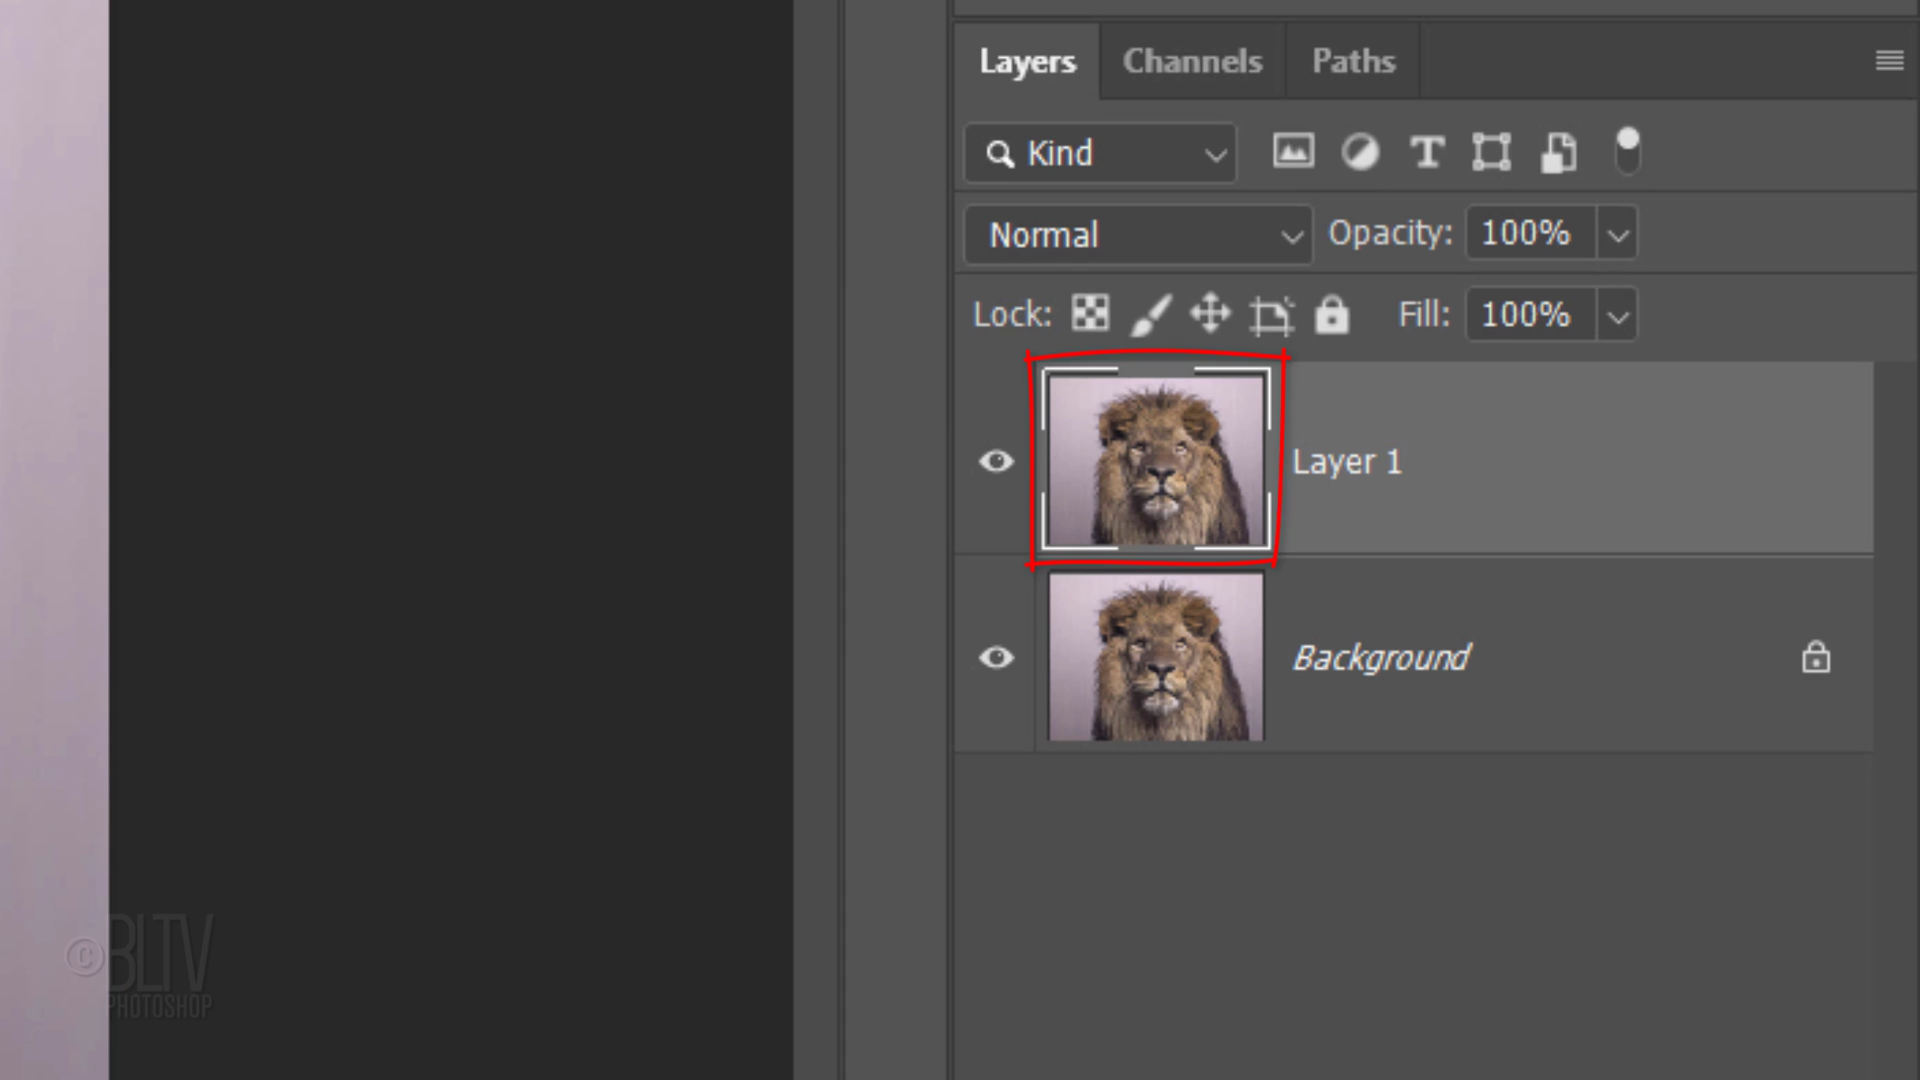 Layers Channels Paths
Kind
Normal Opacity: 100%
Lock: Fill: 100%
Layer 1
Background
©BLTV
PHOTOSHOP